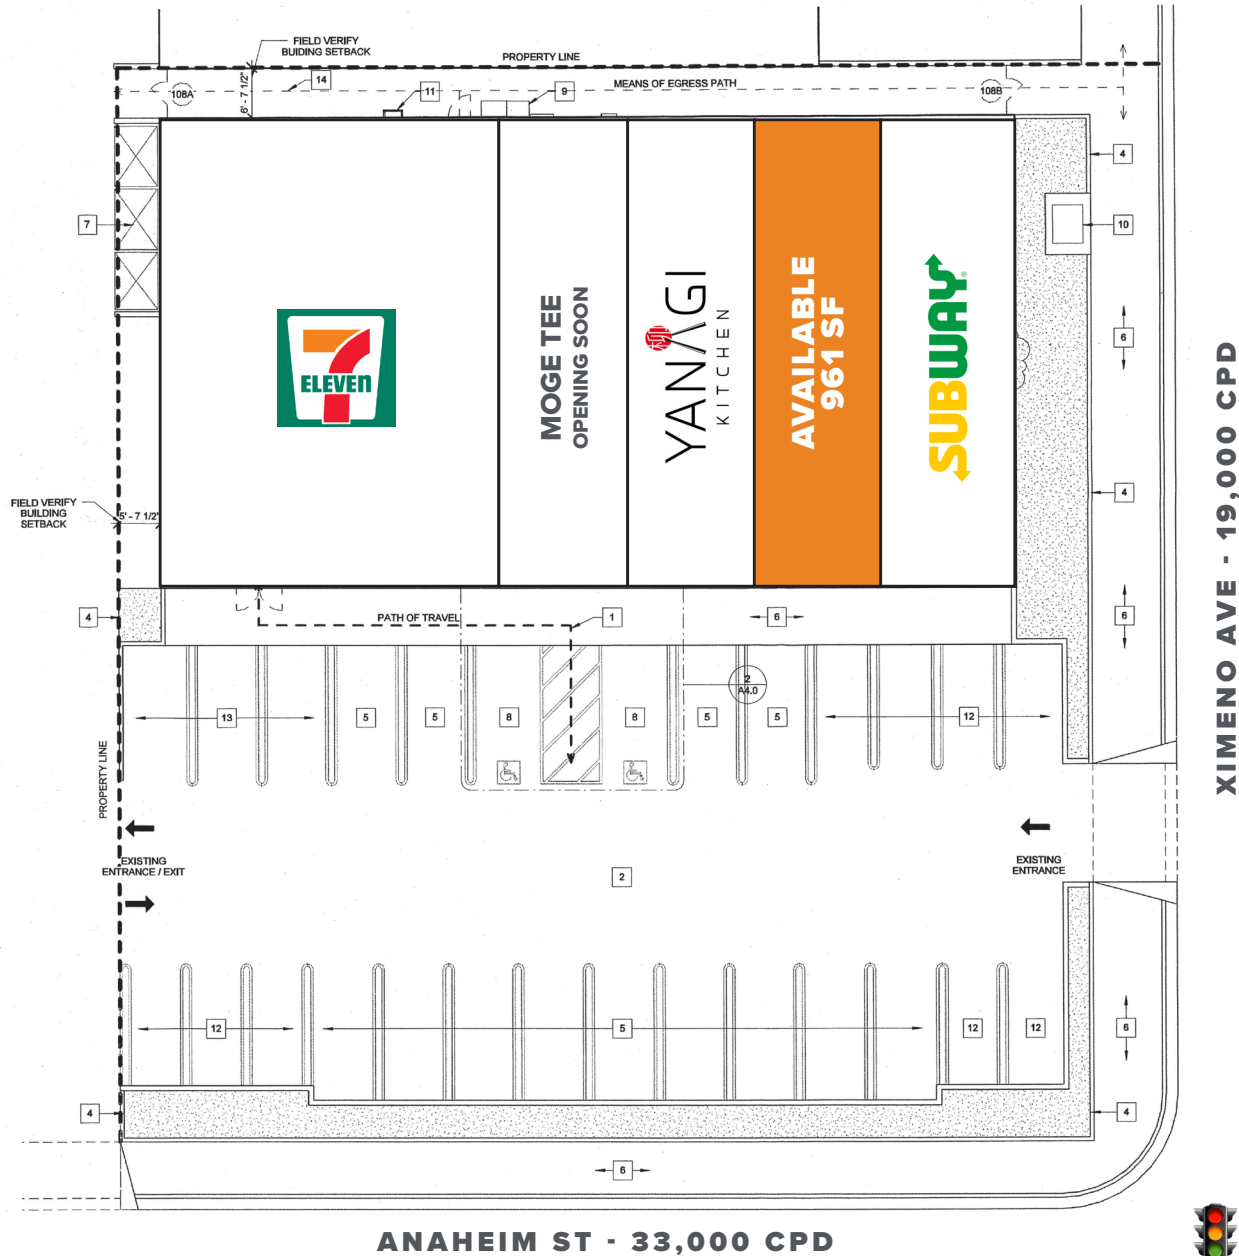 FIELD VERIFY
BUIDING SETBACK
PROPERTY LINE
14
MEANS OF EGRESS PATH
108A
6' - 7 1/2"
11
9
108B
4
7
10
7
ELEVEN
MOGE TEE
OPENING SOON
YANAGI
KITCHEN
AVAILABLE
961 SF
SUBWAY
6
4
FIELD VERIFY
BUILDING
SETBACK
5' - 7 1/2"
4
PATH OF TRAVEL
1
6
6
2
A4.0
13
5
5
8
8
5
5
12
PROPERTY LINE
EXISTING
ENTRANCE / EXIT
EXISTING
ENTRANCE
2
12
5
12
12
6
4
4
6
XIMENO AVE - 19,000 CPD
ANAHEIM ST - 33,000 CPD